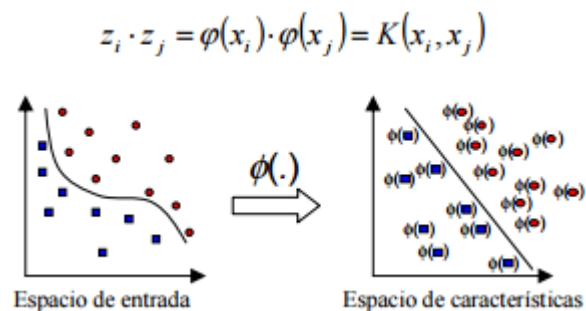 z_i · z_j = φ(x_i) · φ(x_j) = K(x_i, x_j)
ϕ(●)
ϕ(●)
ϕ(■)
ϕ(●)
ϕ(●)
ϕ(●)
ϕ(■)
ϕ(●)
ϕ(.)
ϕ(■)
ϕ(●)
ϕ(●)
ϕ(●)
ϕ(■)
ϕ(●)
ϕ(■)
ϕ(■)
ϕ(■)
ϕ(■)
Espacio de entrada
Espacio de características